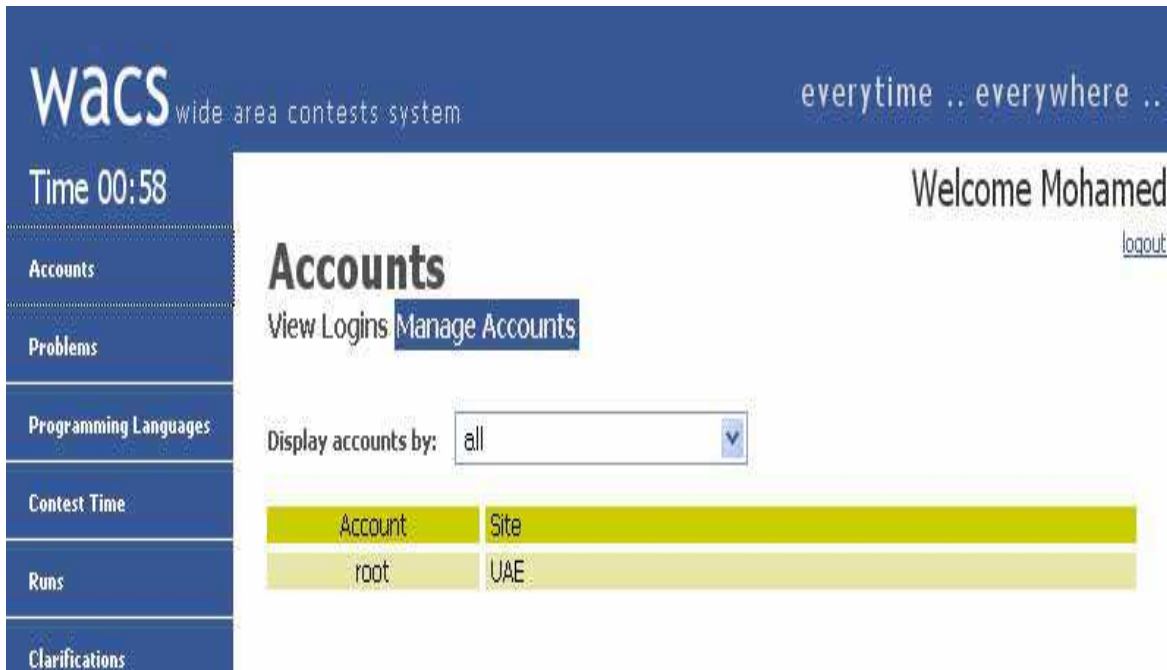 wacs wide area contests system
everytime .. everywhere ..
Time 00:58
Welcome Mohamed
logout
Accounts
Problems
Programming Languages
Contest Time
Runs
Clarifications
Accounts
View Logins Manage Accounts
Display accounts by: all
Account Site
root UAE